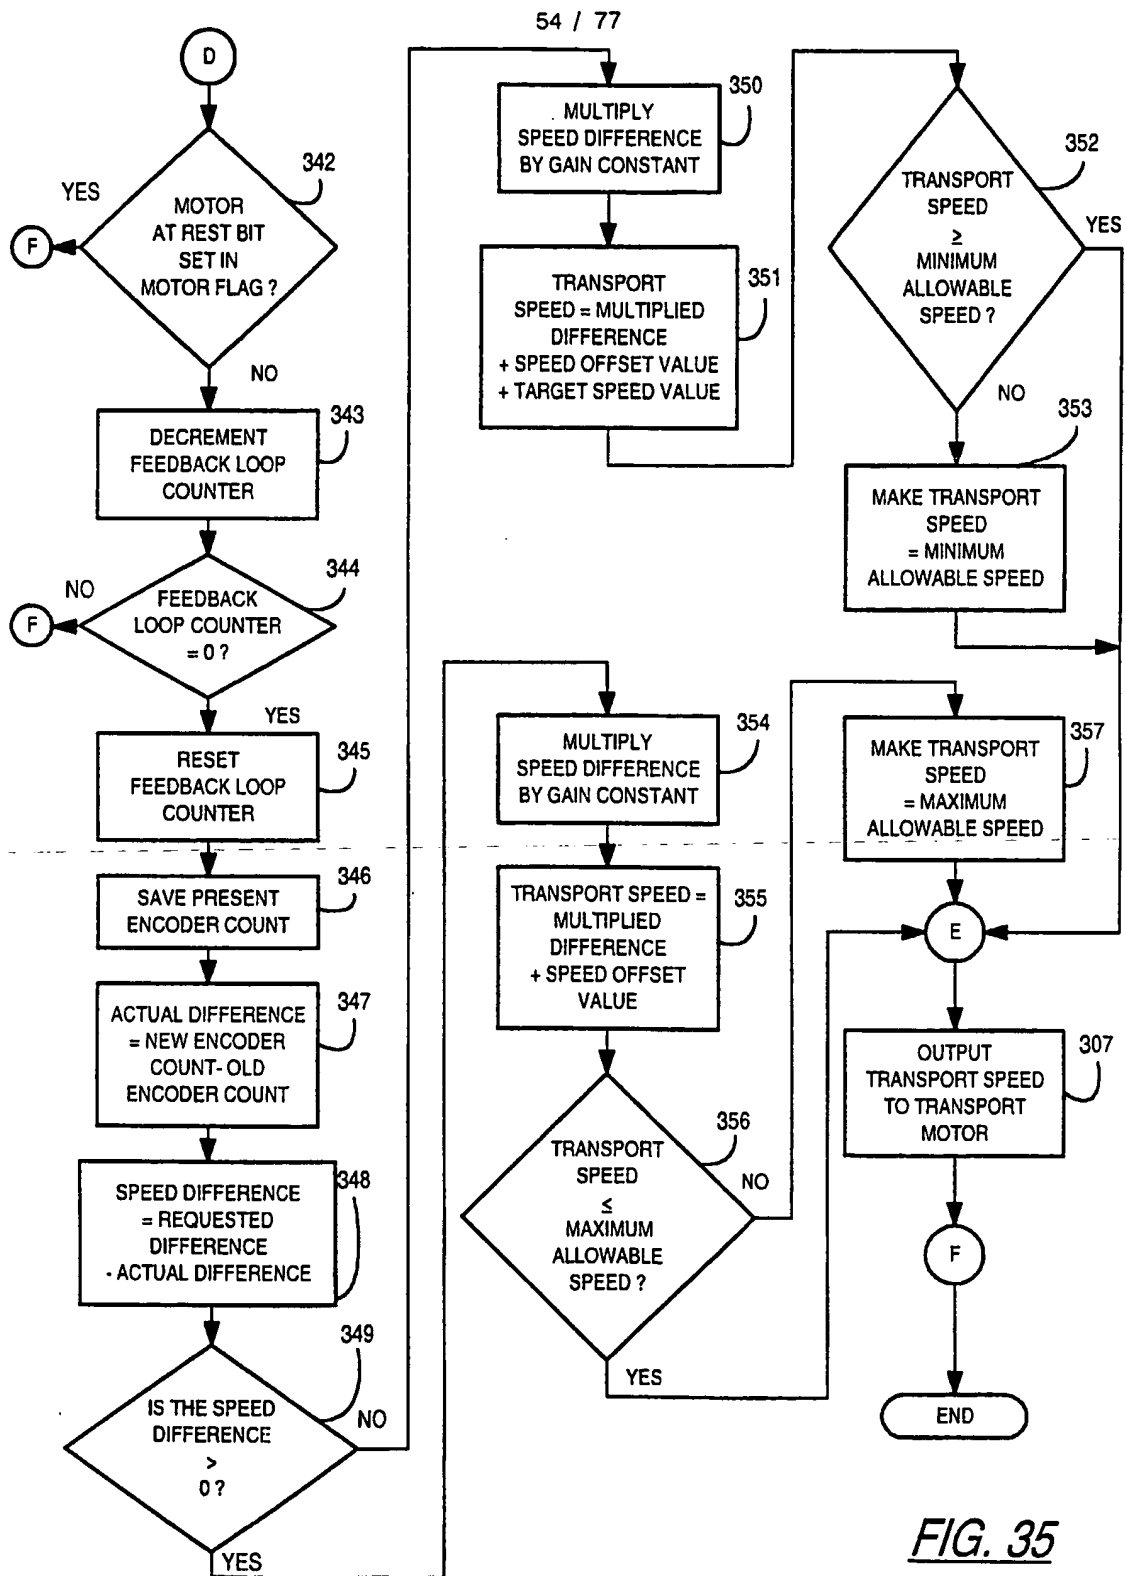 54 / 77
D
342
YES
MOTOR
AT REST BIT
SET IN
MOTOR FLAG ?
F
NO
343
DECREMENT
FEEDBACK LOOP
COUNTER
344
NO
FEEDBACK
LOOP COUNTER
= 0 ?
F
YES
345
RESET
FEEDBACK LOOP
COUNTER
346
SAVE PRESENT
ENCODER COUNT
347
ACTUAL DIFFERENCE
= NEW ENCODER
COUNT- OLD
ENCODER COUNT
348
SPEED DIFFERENCE
= REQUESTED
DIFFERENCE
- ACTUAL DIFFERENCE
349
IS THE SPEED
DIFFERENCE
>
0 ?
NO
YES
350
MULTIPLY
SPEED DIFFERENCE
BY GAIN CONSTANT
351
TRANSPORT
SPEED = MULTIPLIED
DIFFERENCE
+ SPEED OFFSET VALUE
+ TARGET SPEED VALUE
352
TRANSPORT
SPEED
≥
MINIMUM
ALLOWABLE
SPEED ?
YES
NO
353
MAKE TRANSPORT
SPEED
= MINIMUM
ALLOWABLE SPEED
354
MULTIPLY
SPEED DIFFERENCE
BY GAIN CONSTANT
355
TRANSPORT SPEED =
MULTIPLIED
DIFFERENCE
+ SPEED OFFSET
VALUE
356
TRANSPORT
SPEED
≤
MAXIMUM
ALLOWABLE
SPEED ?
NO
YES
357
MAKE TRANSPORT
SPEED
= MAXIMUM
ALLOWABLE SPEED
E
307
OUTPUT
TRANSPORT SPEED
TO TRANSPORT
MOTOR
F
END
FIG. 35